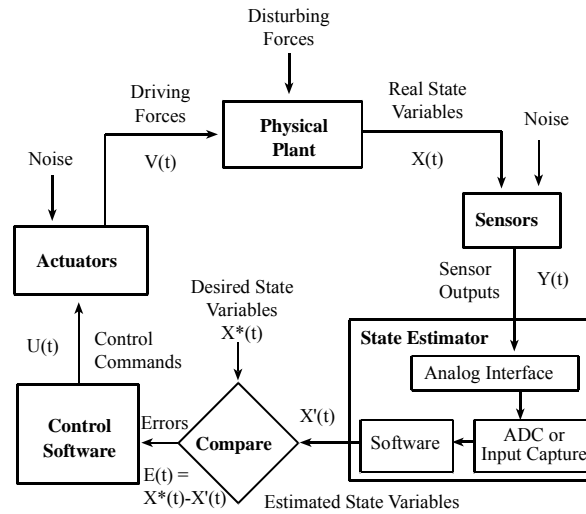 Disturbing
Forces
Driving
Forces
V(t)
Physical
Plant
Real State
Variables
X(t)
Noise
Noise
Actuators
Sensors
Sensor
Outputs
Y(t)
Desired State
Variables
X*(t)
U(t)
Control
Commands
State Estimator
Analog Interface
ADC or
Input Capture
Software
X'(t)
Compare
Errors
E(t) =
X*(t)-X'(t)
Control
Software
Estimated State Variables